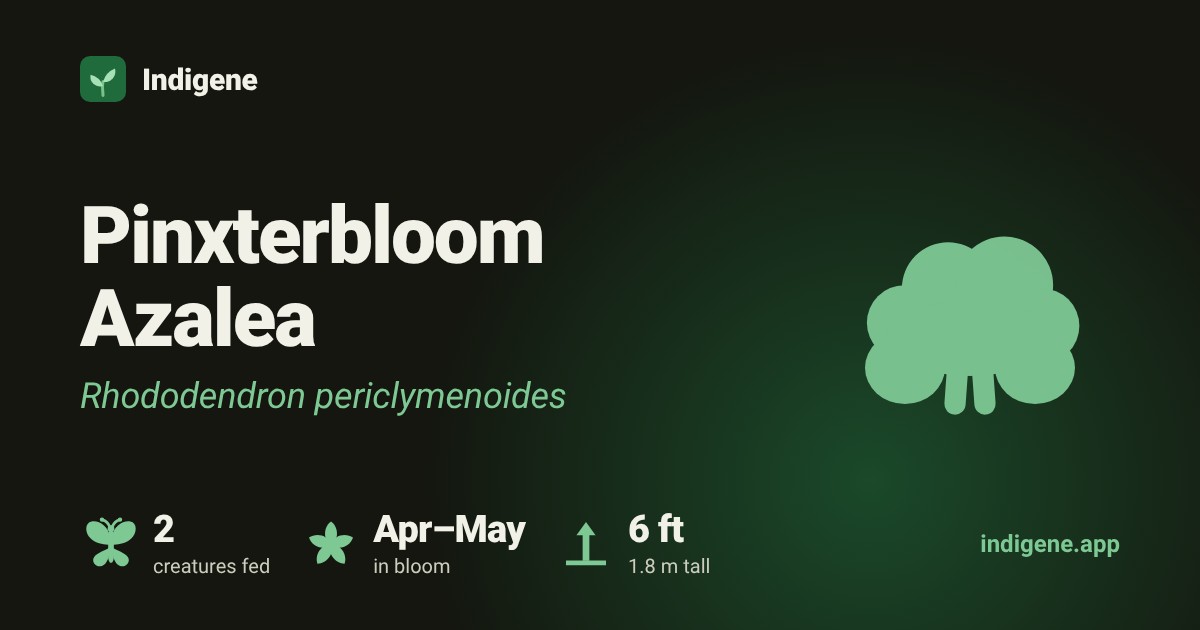 Indigene
Pinxterbloom
Azalea
Rhododendron periclymenoides
2
creatures fed
Apr–May
in bloom
6 ft
1.8 m tall
indigene.app